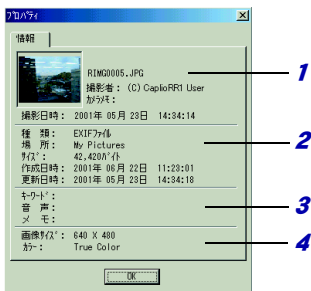 プロパティ
情報
RIMG0005.JPG
撮影者： (C) CaplioRR1 User
カメラメモ：
撮影日時： 2001年 05月 23日 14:34:14
種 類： EXIFファイル
場 所： My Pictures
サイズ： 42,420バイト
作成日時： 2001年 06月 22日 11:23:01
更新日時： 2001年 05月 23日 14:34:18
キーワード：
音 声：
メ モ：
画像サイズ： 640 X 480
カラー： True Color
OK
1
2
3
4